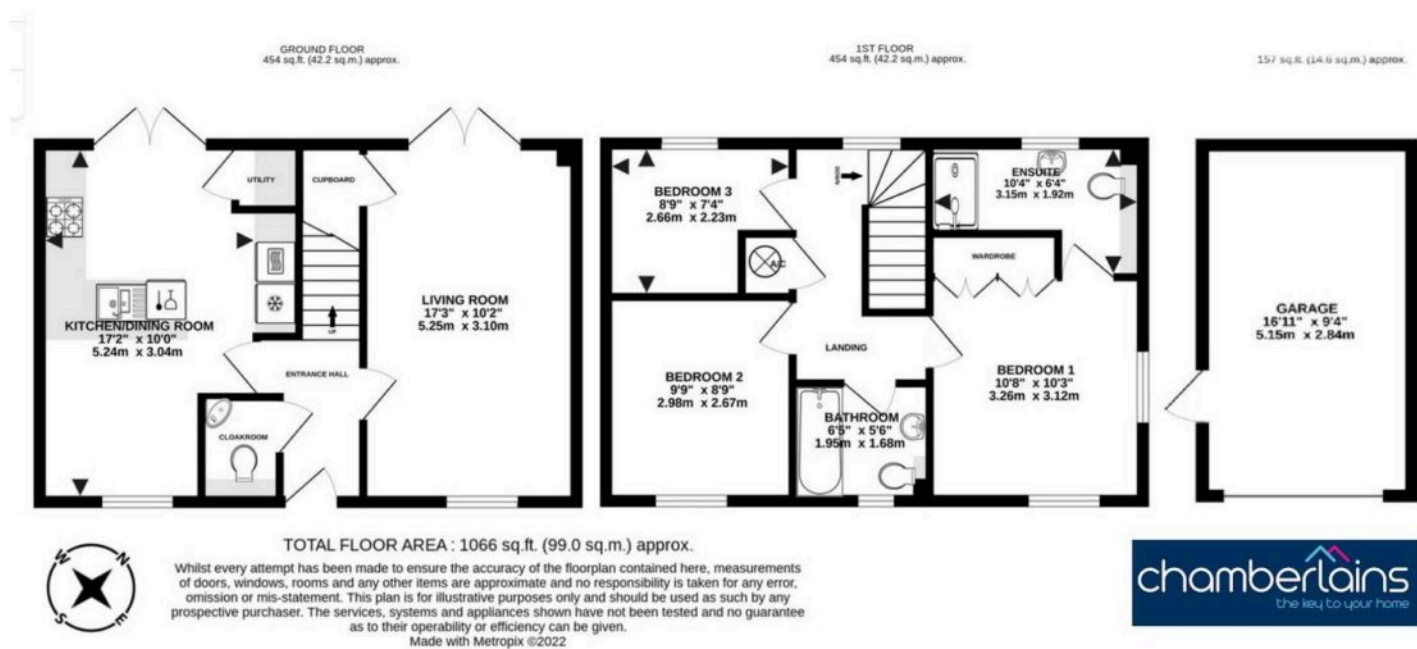 GROUND FLOOR
454 sq.ft. (42.2 sq.m.) approx.
1ST FLOOR
454 sq.ft. (42.2 sq.m.) approx.
157 sq.ft. (14.6 sq.m.) approx.
UTILITY
CUPBOARD
KITCHEN/DINING ROOM
17'2" x 10'0"
5.24m x 3.04m
UP
LIVING ROOM
17'3" x 10'2"
5.25m x 3.10m
ENTRANCE HALL
CLOAKROOM
BEDROOM 3
8'9" x 7'4"
2.66m x 2.23m
DOWN
A/C
ENSUITE
10'4" x 6'4"
3.15m x 1.92m
WARDROBE
BEDROOM 2
9'9" x 8'9"
2.98m x 2.67m
LANDING
BATHROOM
6'5" x 5'6"
1.95m x 1.68m
BEDROOM 1
10'8" x 10'3"
3.26m x 3.12m
GARAGE
16'11" x 9'4"
5.15m x 2.84m
W N
S E
TOTAL FLOOR AREA : 1066 sq.ft. (99.0 sq.m.) approx.
Whilst every attempt has been made to ensure the accuracy of the floorplan contained here, measurements
of doors, windows, rooms and any other items are approximate and no responsibility is taken for any error,
omission or mis-statement. This plan is for illustrative purposes only and should be used as such by any
prospective purchaser. The services, systems and appliances shown have not been tested and no guarantee
as to their operability or efficiency can be given.
Made with Metropix ©2022
chamberlains
the key to your home